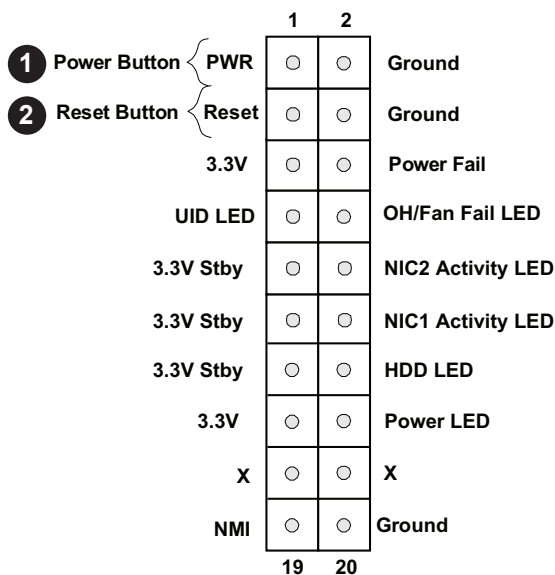 1 2
1 Power Button PWR Ground
2 Reset Button Reset Ground
3.3V Power Fail
UID LED OH/Fan Fail LED
3.3V Stby NIC2 Activity LED
3.3V Stby NIC1 Activity LED
3.3V Stby HDD LED
3.3V Power LED
X X
NMI Ground
19 20